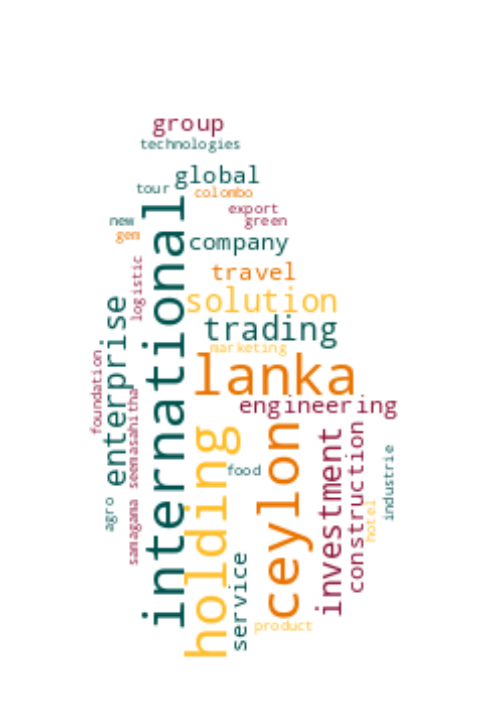 group
technologies
global
tour
colombo
international
export
new
green
gem
company
logistic
travel
solution
enterprise
trading
marketing
foundation
lanka
seemasahitha
engineering
holding
ceylon
investment
construction
food
industrie
agro
samagama
hotel
service
product